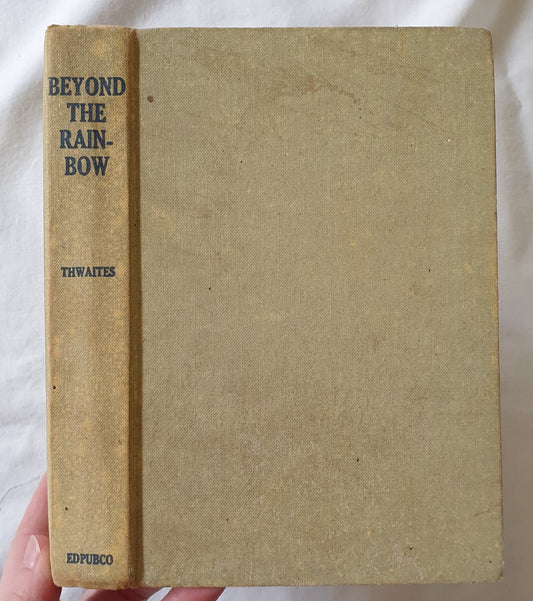 BEYOND
THE
RAIN-
BOW
THWAITES
EDPUBCO